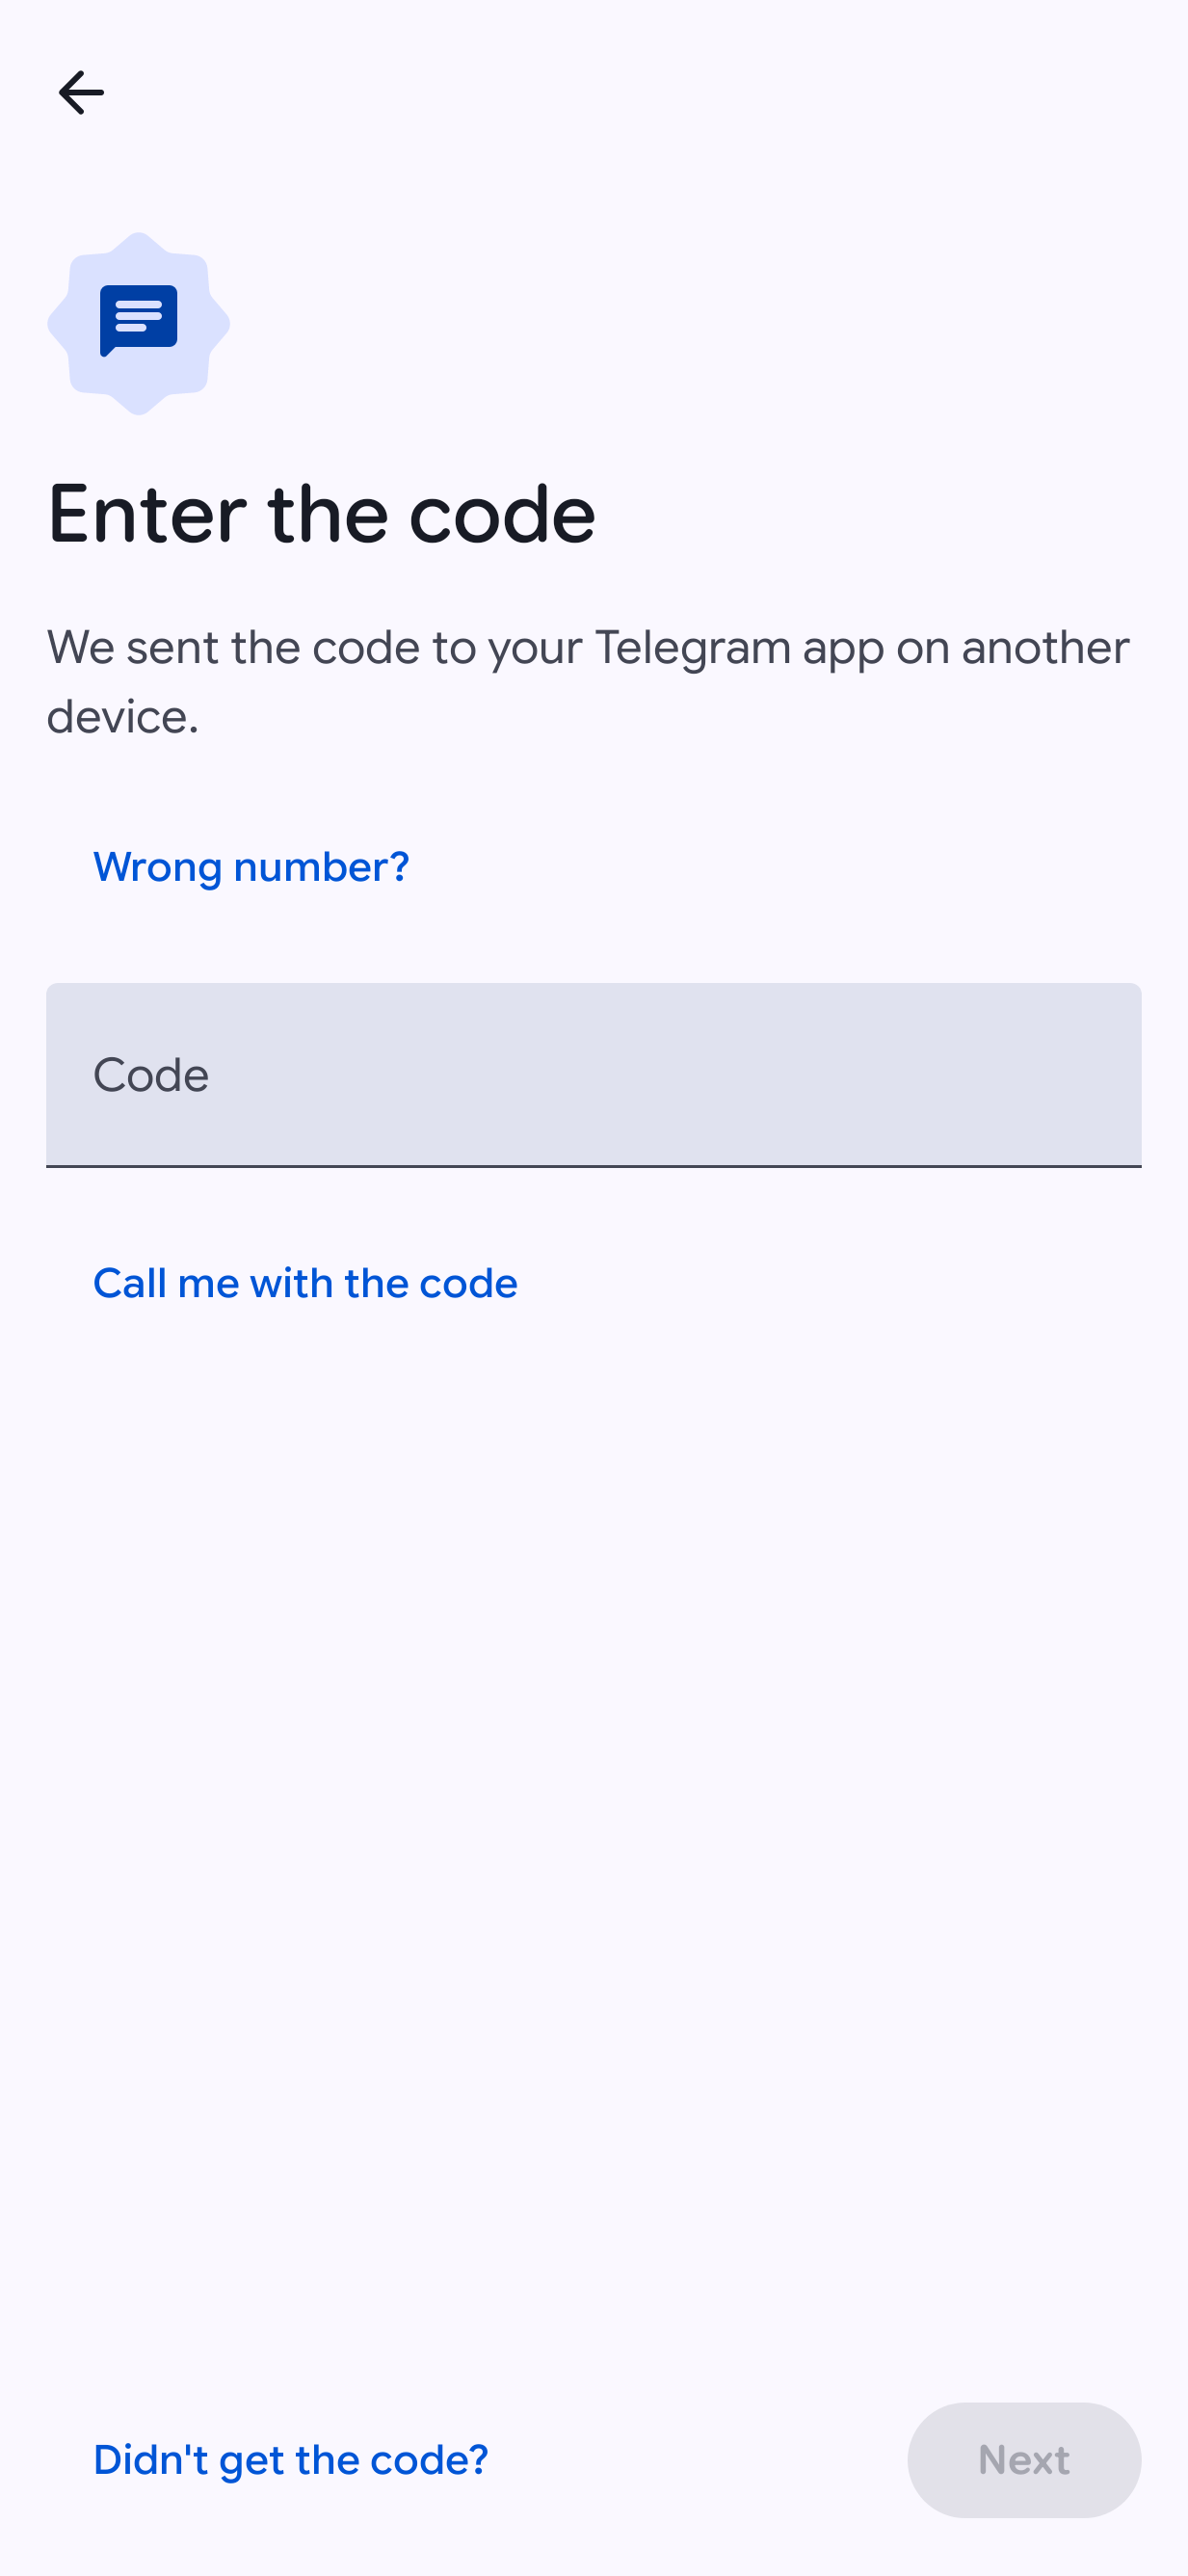 Enter the code
We sent the code to your Telegram app on another
device.
Wrong number?
Code
Call me with the code
Didn't get the code?
Next